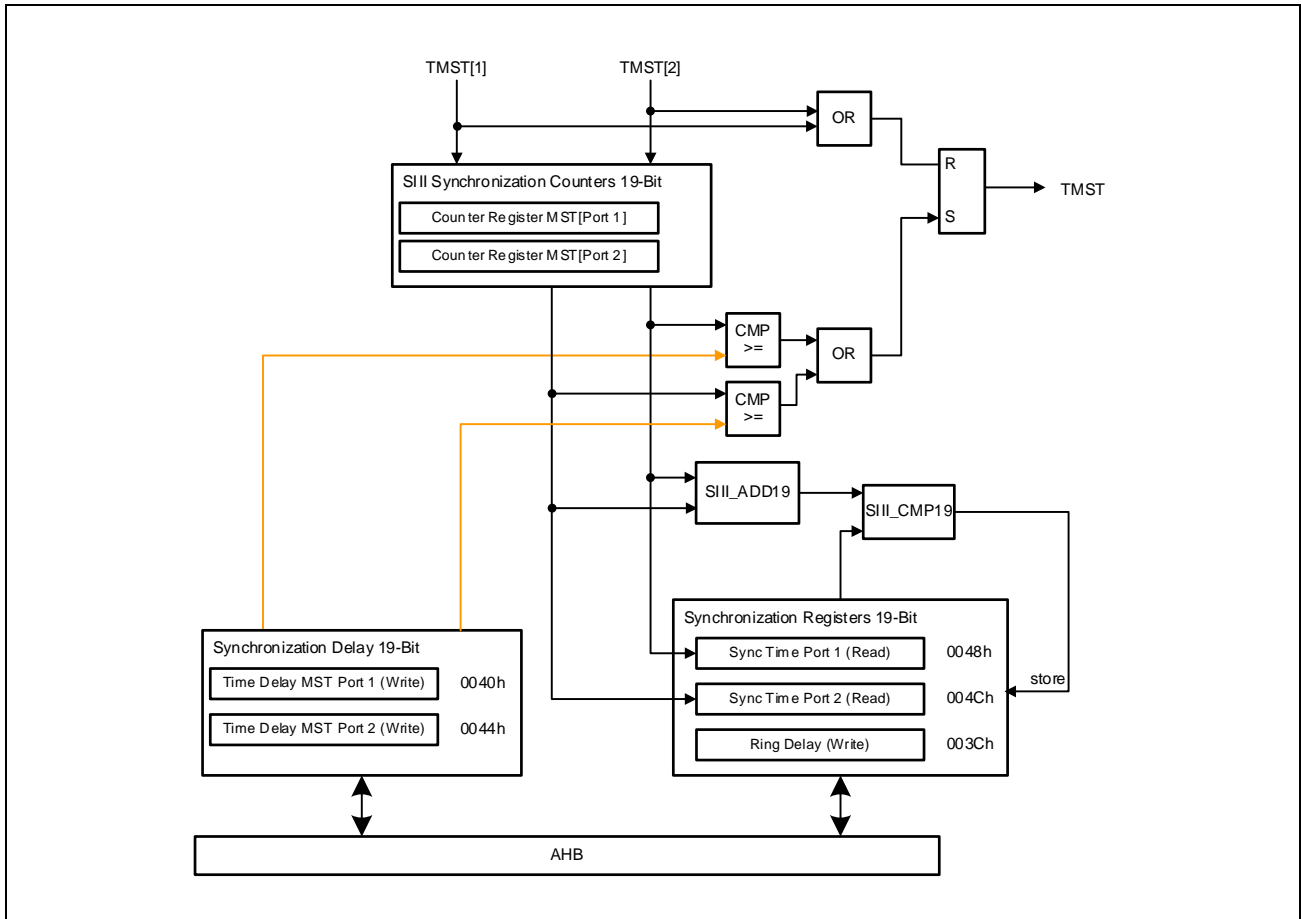 TMST[1]
TMST[2]
OR
R
TMST
S
SIII Synchronization Counters 19-Bit
Counter Register MST[Port 1]
Counter Register MST[Port 2]
CMP
>=
OR
CMP
>=
SIII_ADD19
SIII_CMP19
Synchronization Delay 19-Bit
Time Delay MST Port 1 (Write) 0040h
Time Delay MST Port 2 (Write) 0044h
Synchronization Registers 19-Bit
Sync Time Port 1 (Read) 0048h
Sync Time Port 2 (Read) 004Ch
Ring Delay (Write) 003Ch
store
AHB